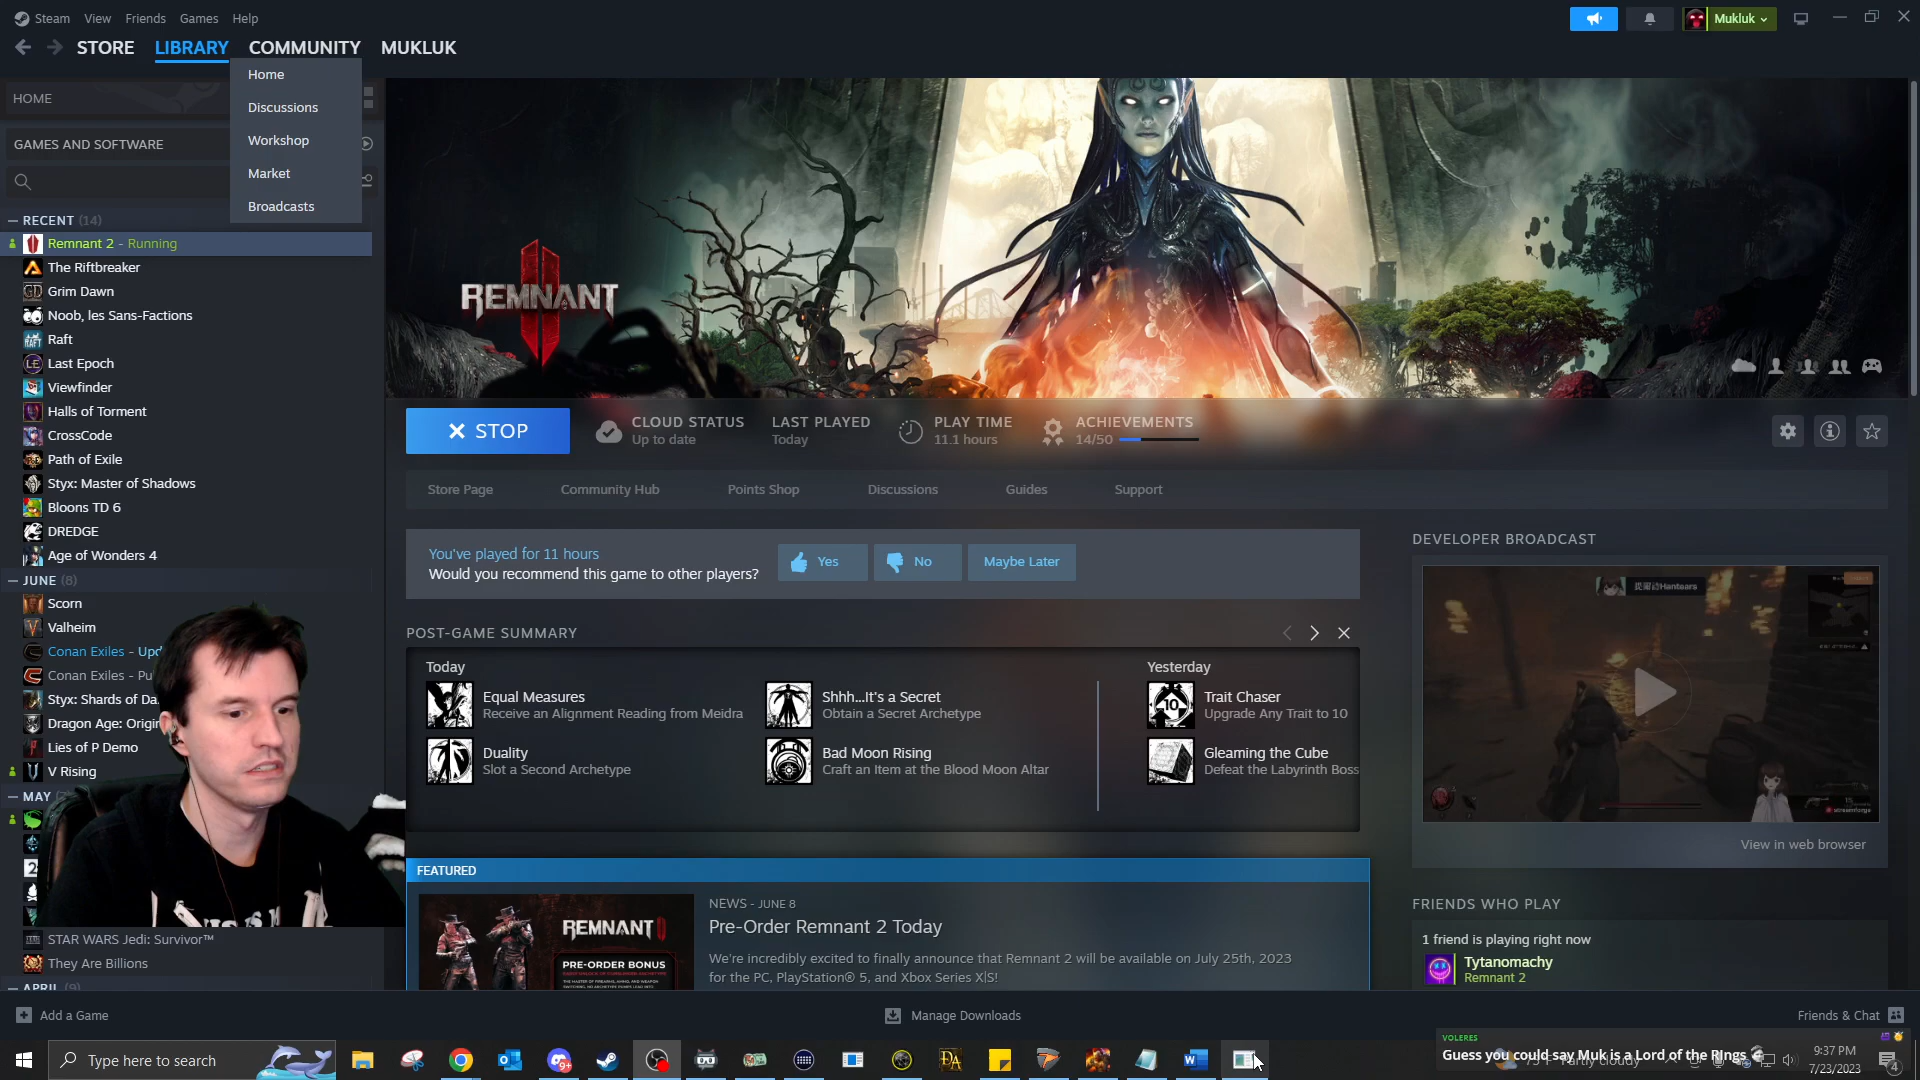 Steam View Friends Games Help
Mukluk
STORE LIBRARY COMMUNITY MUKLUK
Home
Discussions
Workshop
Market
Broadcasts
HOME
GAMES AND SOFTWARE
RECENT (14)
Remnant 2 - Running
The Riftbreaker
Grim Dawn
Noob, les Sans-Factions
Raft
Last Epoch
Viewfinder
Halls of Torment
CrossCode
Path of Exile
Styx: Master of Shadows
Bloons TD 6
DREDGE
Age of Wonders 4
JUNE (8)
Scorn
Valheim
Conan Exiles - Upd
Conan Exiles - Pu
Styx: Shards of Da
Dragon Age: Origin
Lies of P Demo
V Rising
MAY
STAR WARS Jedi: Survivor™
They Are Billions
APRIL (9)
REMNANT II
STOP
CLOUD STATUS
Up to date
LAST PLAYED
Today
PLAY TIME
11.1 hours
ACHIEVEMENTS
14/50
Store Page Community Hub Points Shop Discussions Guides Support
You've played for 11 hours
Would you recommend this game to other players?
Yes No Maybe Later
POST-GAME SUMMARY
Today
Equal Measures
Receive an Alignment Reading from Meidra
Shhh...It's a Secret
Obtain a Secret Archetype
Duality
Slot a Second Archetype
Bad Moon Rising
Craft an Item at the Blood Moon Altar
Yesterday
10
Trait Chaser
Upgrade Any Trait to 10
Gleaming the Cube
Defeat the Labyrinth Boss
FEATURED
REMNANT II
PRE-ORDER BONUS
NEWS - JUNE 8
Pre-Order Remnant 2 Today
We're incredibly excited to finally announce that Remnant 2 will be available on July 25th, 2023
for the PC, PlayStation® 5, and Xbox Series X|S!
DEVELOPER BROADCAST
View in web browser
FRIENDS WHO PLAY
1 friend is playing right now
Tytanomachy
Remnant 2
Add a Game
Manage Downloads
Friends & Chat
Type here to search
VOLERES
Guess you could say Muk is a Lord of the RIngs
9:37 PM
7/23/2023